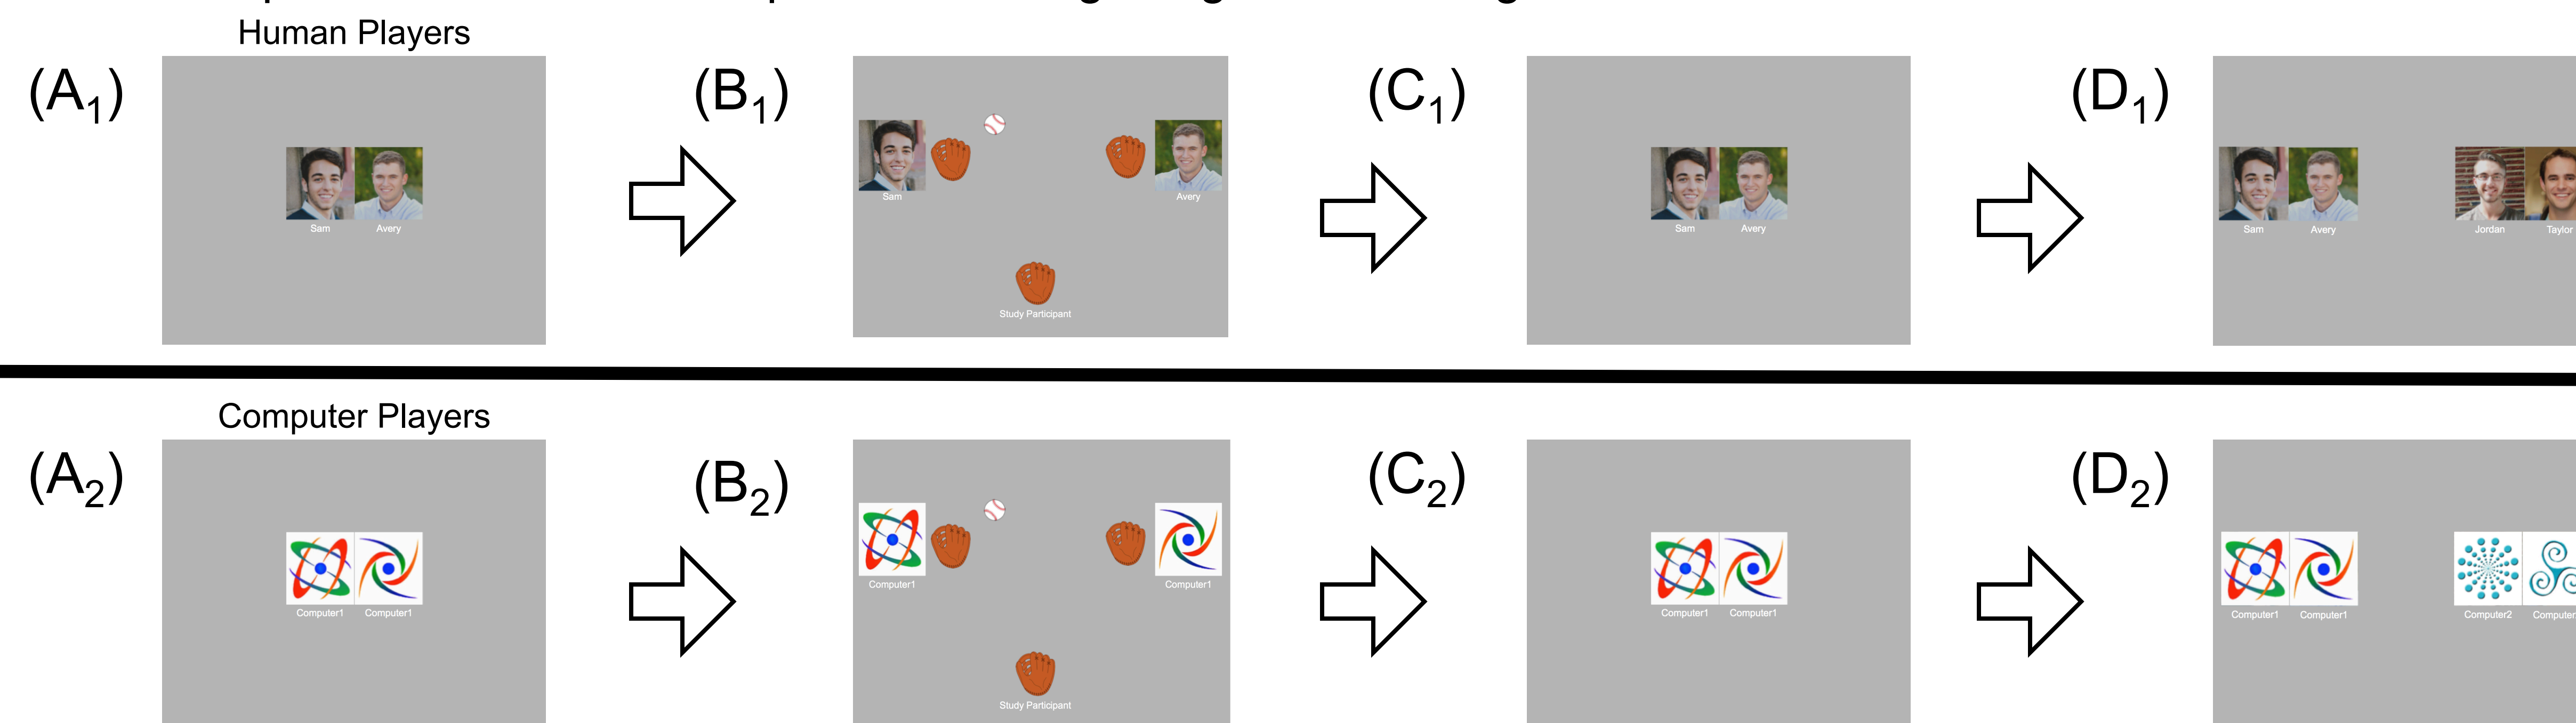 Human Players
(A1)
(B1)
(C1)
(D1)
Sam Avery
Sam
Avery
Study Participant
Sam Avery
Sam Avery
Jordan Taylor
Computer Players
(A2)
(B2)
(C2)
(D2)
Computer1 Computer1
Computer1
Computer1
Study Participant
Computer1 Computer1
Computer1 Computer1
Computer2 Computer